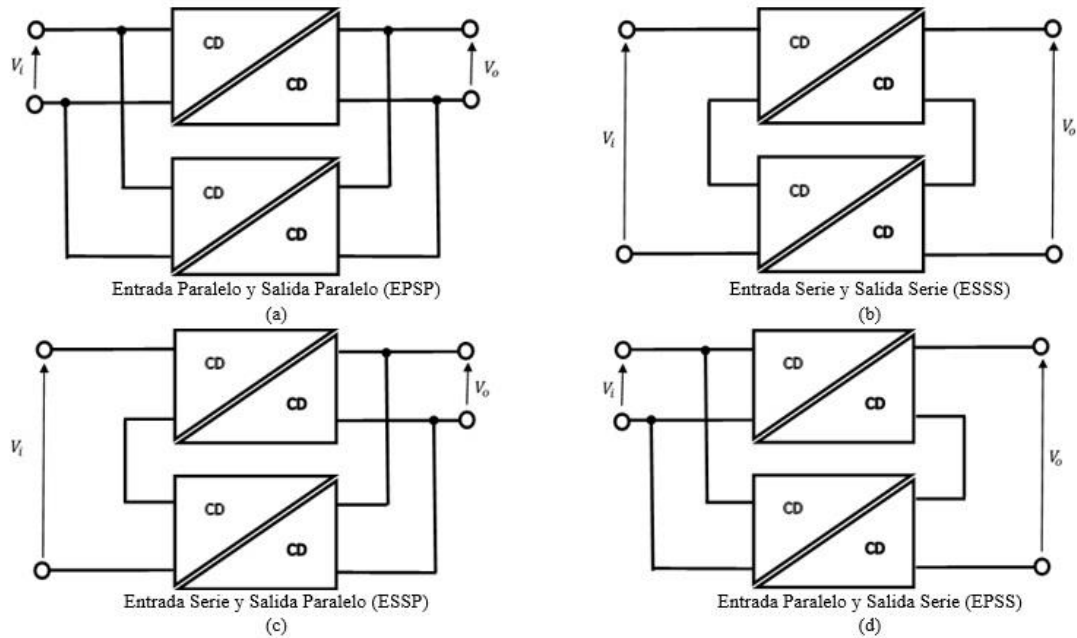 CD
CD
V_i
V_o
CD
CD
Entrada Paralelo y Salida Paralelo (EPSP)
(a)
CD
CD
V_i
V_o
CD
CD
Entrada Serie y Salida Serie (ESSS)
(b)
CD
CD
V_i
V_o
CD
CD
Entrada Serie y Salida Paralelo (ESSP)
(c)
CD
CD
V_i
V_o
CD
CD
Entrada Paralelo y Salida Serie (EPSS)
(d)